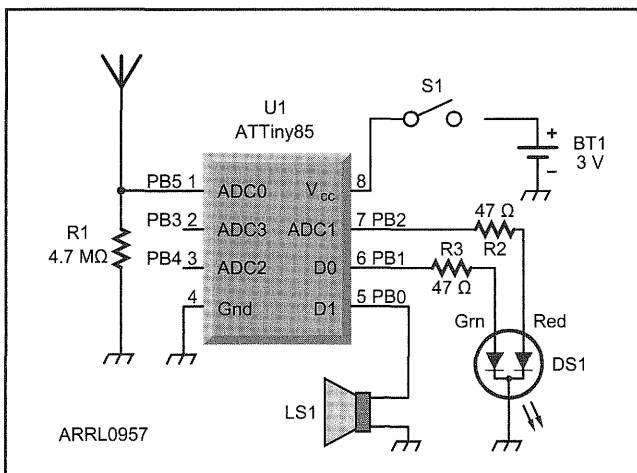 S1
U1
ATTiny85
+
BT1
3 V
−
PB5 1 ADC0
Vcc 8
PB3 2 ADC3
ADC1 7 PB2
47 Ω
R2
R1
4.7 MΩ
PB4 3 ADC2
D0 6 PB1
R3
47 Ω
4 Gnd
D1 5 PB0
Grn
Red
DS1
LS1
ARRL0957